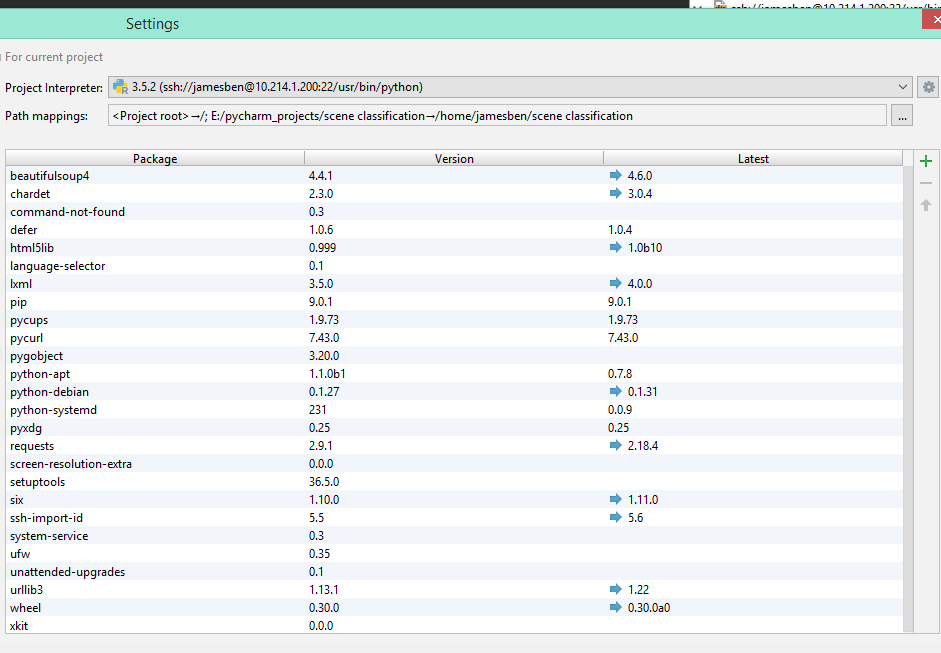 ssh://jamesben@10.214.1.200:22/usr/bin
Settings
For current project
Project Interpreter: 3.5.2 (ssh://jamesben@10.214.1.200:22/usr/bin/python)
Path mappings: <Project root>→/; E:/pycharm_projects/scene classification→/home/jamesben/scene classification ...
Package Version Latest
beautifulsoup4 4.4.1 4.6.0
chardet 2.3.0 3.0.4
command-not-found 0.3
defer 1.0.6 1.0.4
html5lib 0.999 1.0b10
language-selector 0.1
lxml 3.5.0 4.0.0
pip 9.0.1 9.0.1
pycups 1.9.73 1.9.73
pycurl 7.43.0 7.43.0
pygobject 3.20.0
python-apt 1.1.0b1 0.7.8
python-debian 0.1.27 0.1.31
python-systemd 231 0.0.9
pyxdg 0.25 0.25
requests 2.9.1 2.18.4
screen-resolution-extra 0.0.0
setuptools 36.5.0
six 1.10.0 1.11.0
ssh-import-id 5.5 5.6
system-service 0.3
ufw 0.35
unattended-upgrades 0.1
urllib3 1.13.1 1.22
wheel 0.30.0 0.30.0a0
xkit 0.0.0